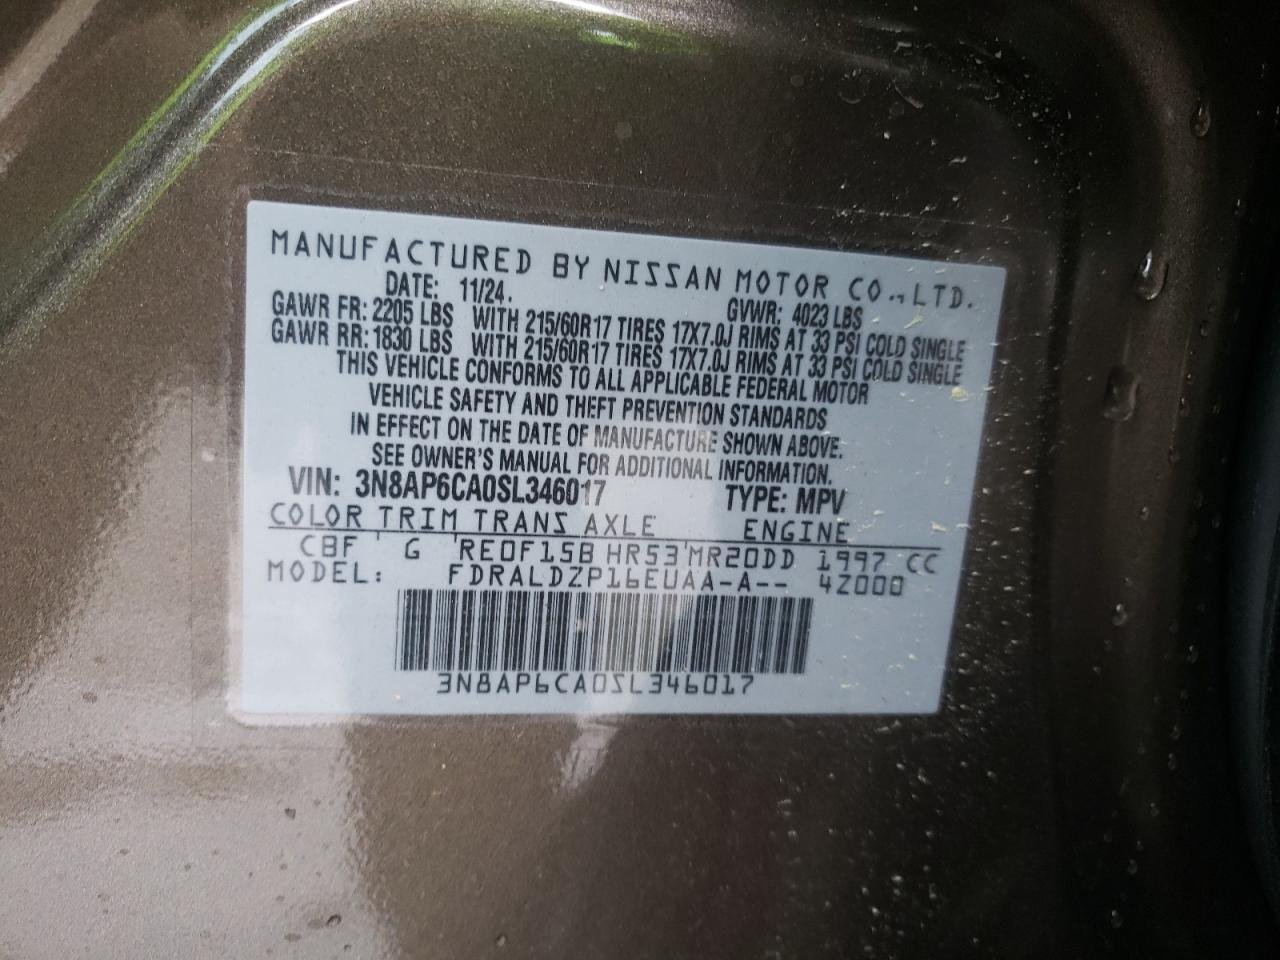 MANUFACTURED BY NISSAN MOTOR CO.,LTD.
DATE: 11/24. GVWR: 4023 LBS
GAWR FR: 2205 LBS WITH 215/60R17 TIRES 17X7.0J RIMS AT 33 PSI COLD SINGLE
GAWR RR: 1830 LBS WITH 215/60R17 TIRES 17X7.0J RIMS AT 33 PSI COLD SINGLE
THIS VEHICLE CONFORMS TO ALL APPLICABLE FEDERAL MOTOR
VEHICLE SAFETY AND THEFT PREVENTION STANDARDS
IN EFFECT ON THE DATE OF MANUFACTURE SHOWN ABOVE.
SEE OWNER'S MANUAL FOR ADDITIONAL INFORMATION.
VIN: 3N8AP6CA0SL346017 TYPE: MPV
COLOR TRIM TRANS AXLE ENGINE
CBF G RE0F15B HR53 MR20DD 1997 CC
MODEL: FDRALDZP16EUAA-A-- 42000
3N8AP6CA0SL346017